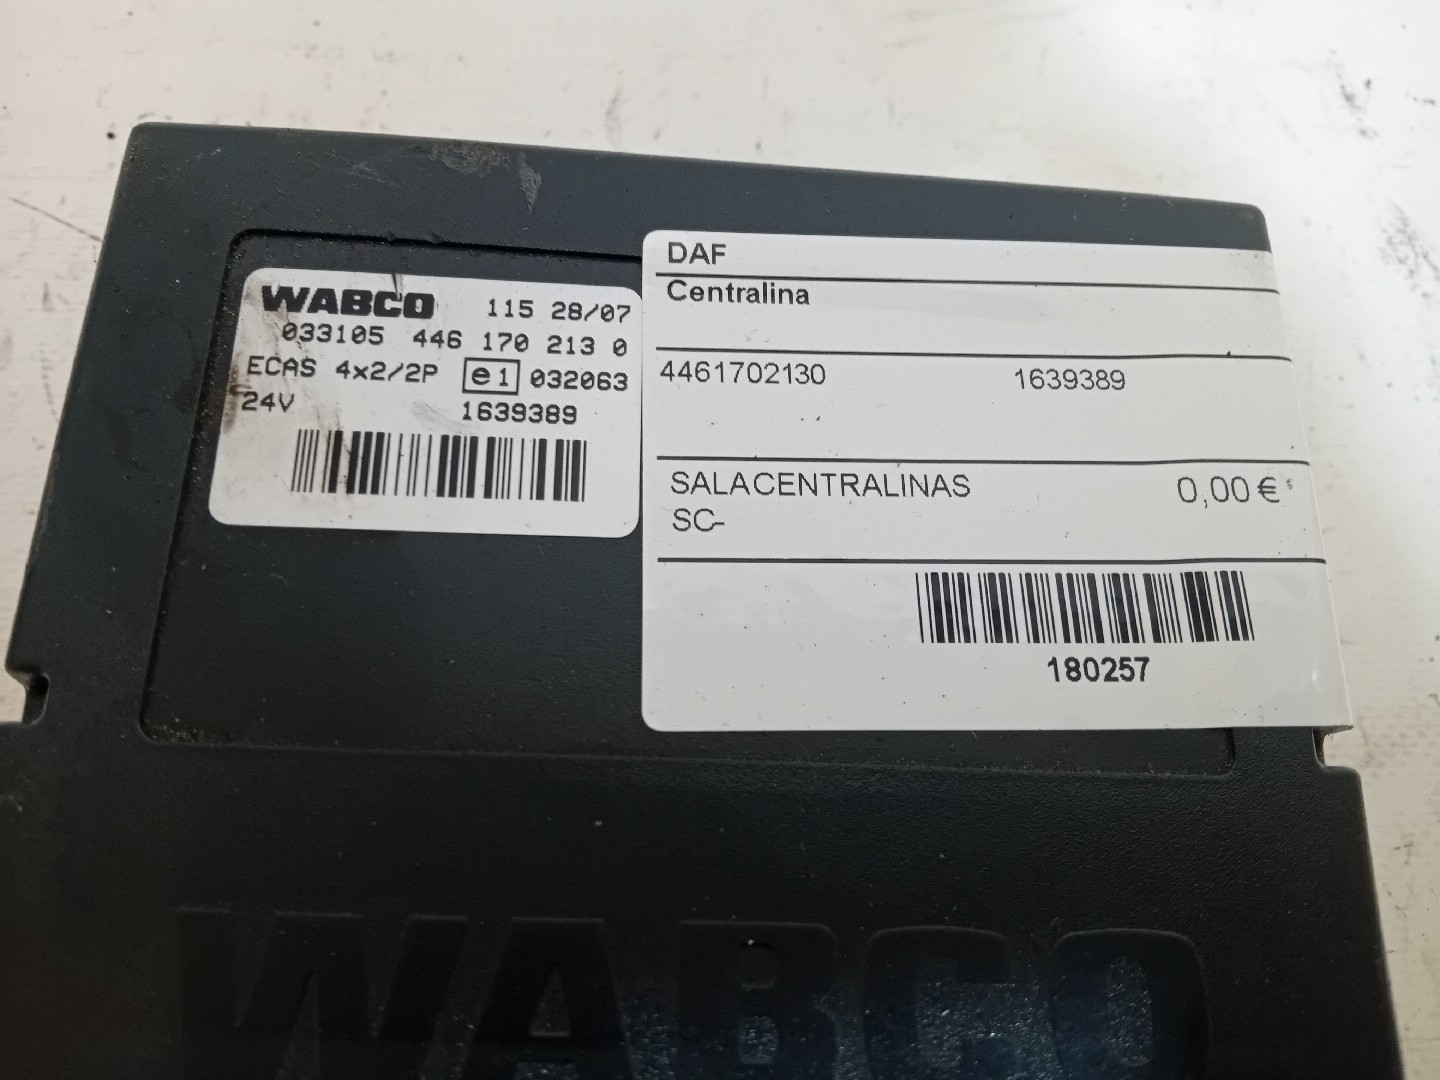 WABCO 115 28/07
033105 446 170 213 0
ECAS 4x2/2P e1 032063
24V 1639389
DAF
Centralina
4461702130 1639389
SALACENTRALINAS 0,00€
SC-
180257
WABCO